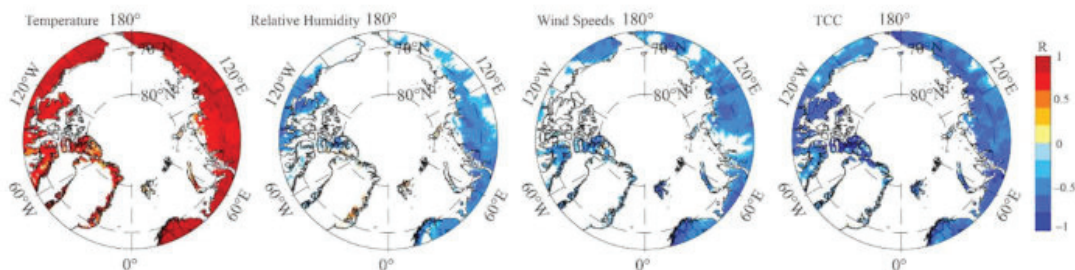 Temperature 180°
70°N
80°N
120°W
120°E
60°W
60°E
0°
Relative Humidity 180°
70°N
80°N
120°W
120°E
60°W
60°E
0°
Wind Speeds 180°
70°N
80°N
120°W
120°E
60°W
60°E
0°
TCC 180°
70°N
80°N
120°W
120°E
60°W
60°E
0°
R
1
0.5
0
-0.5
-1